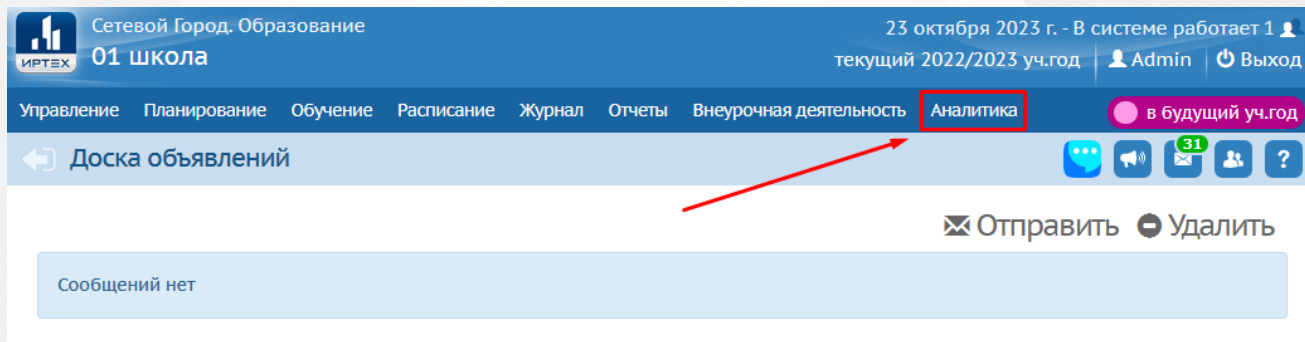 Сетевой Город. Образование
23 октября 2023 г. - В системе работает 1
ИРТЕХ
01 школа
текущий 2022/2023 уч.год Admin Выход
Управление Планирование Обучение Расписание Журнал Отчеты Внеурочная деятельность Аналитика в будущий уч.год
Доска объявлений 31 ?
Отправить Удалить
Сообщений нет